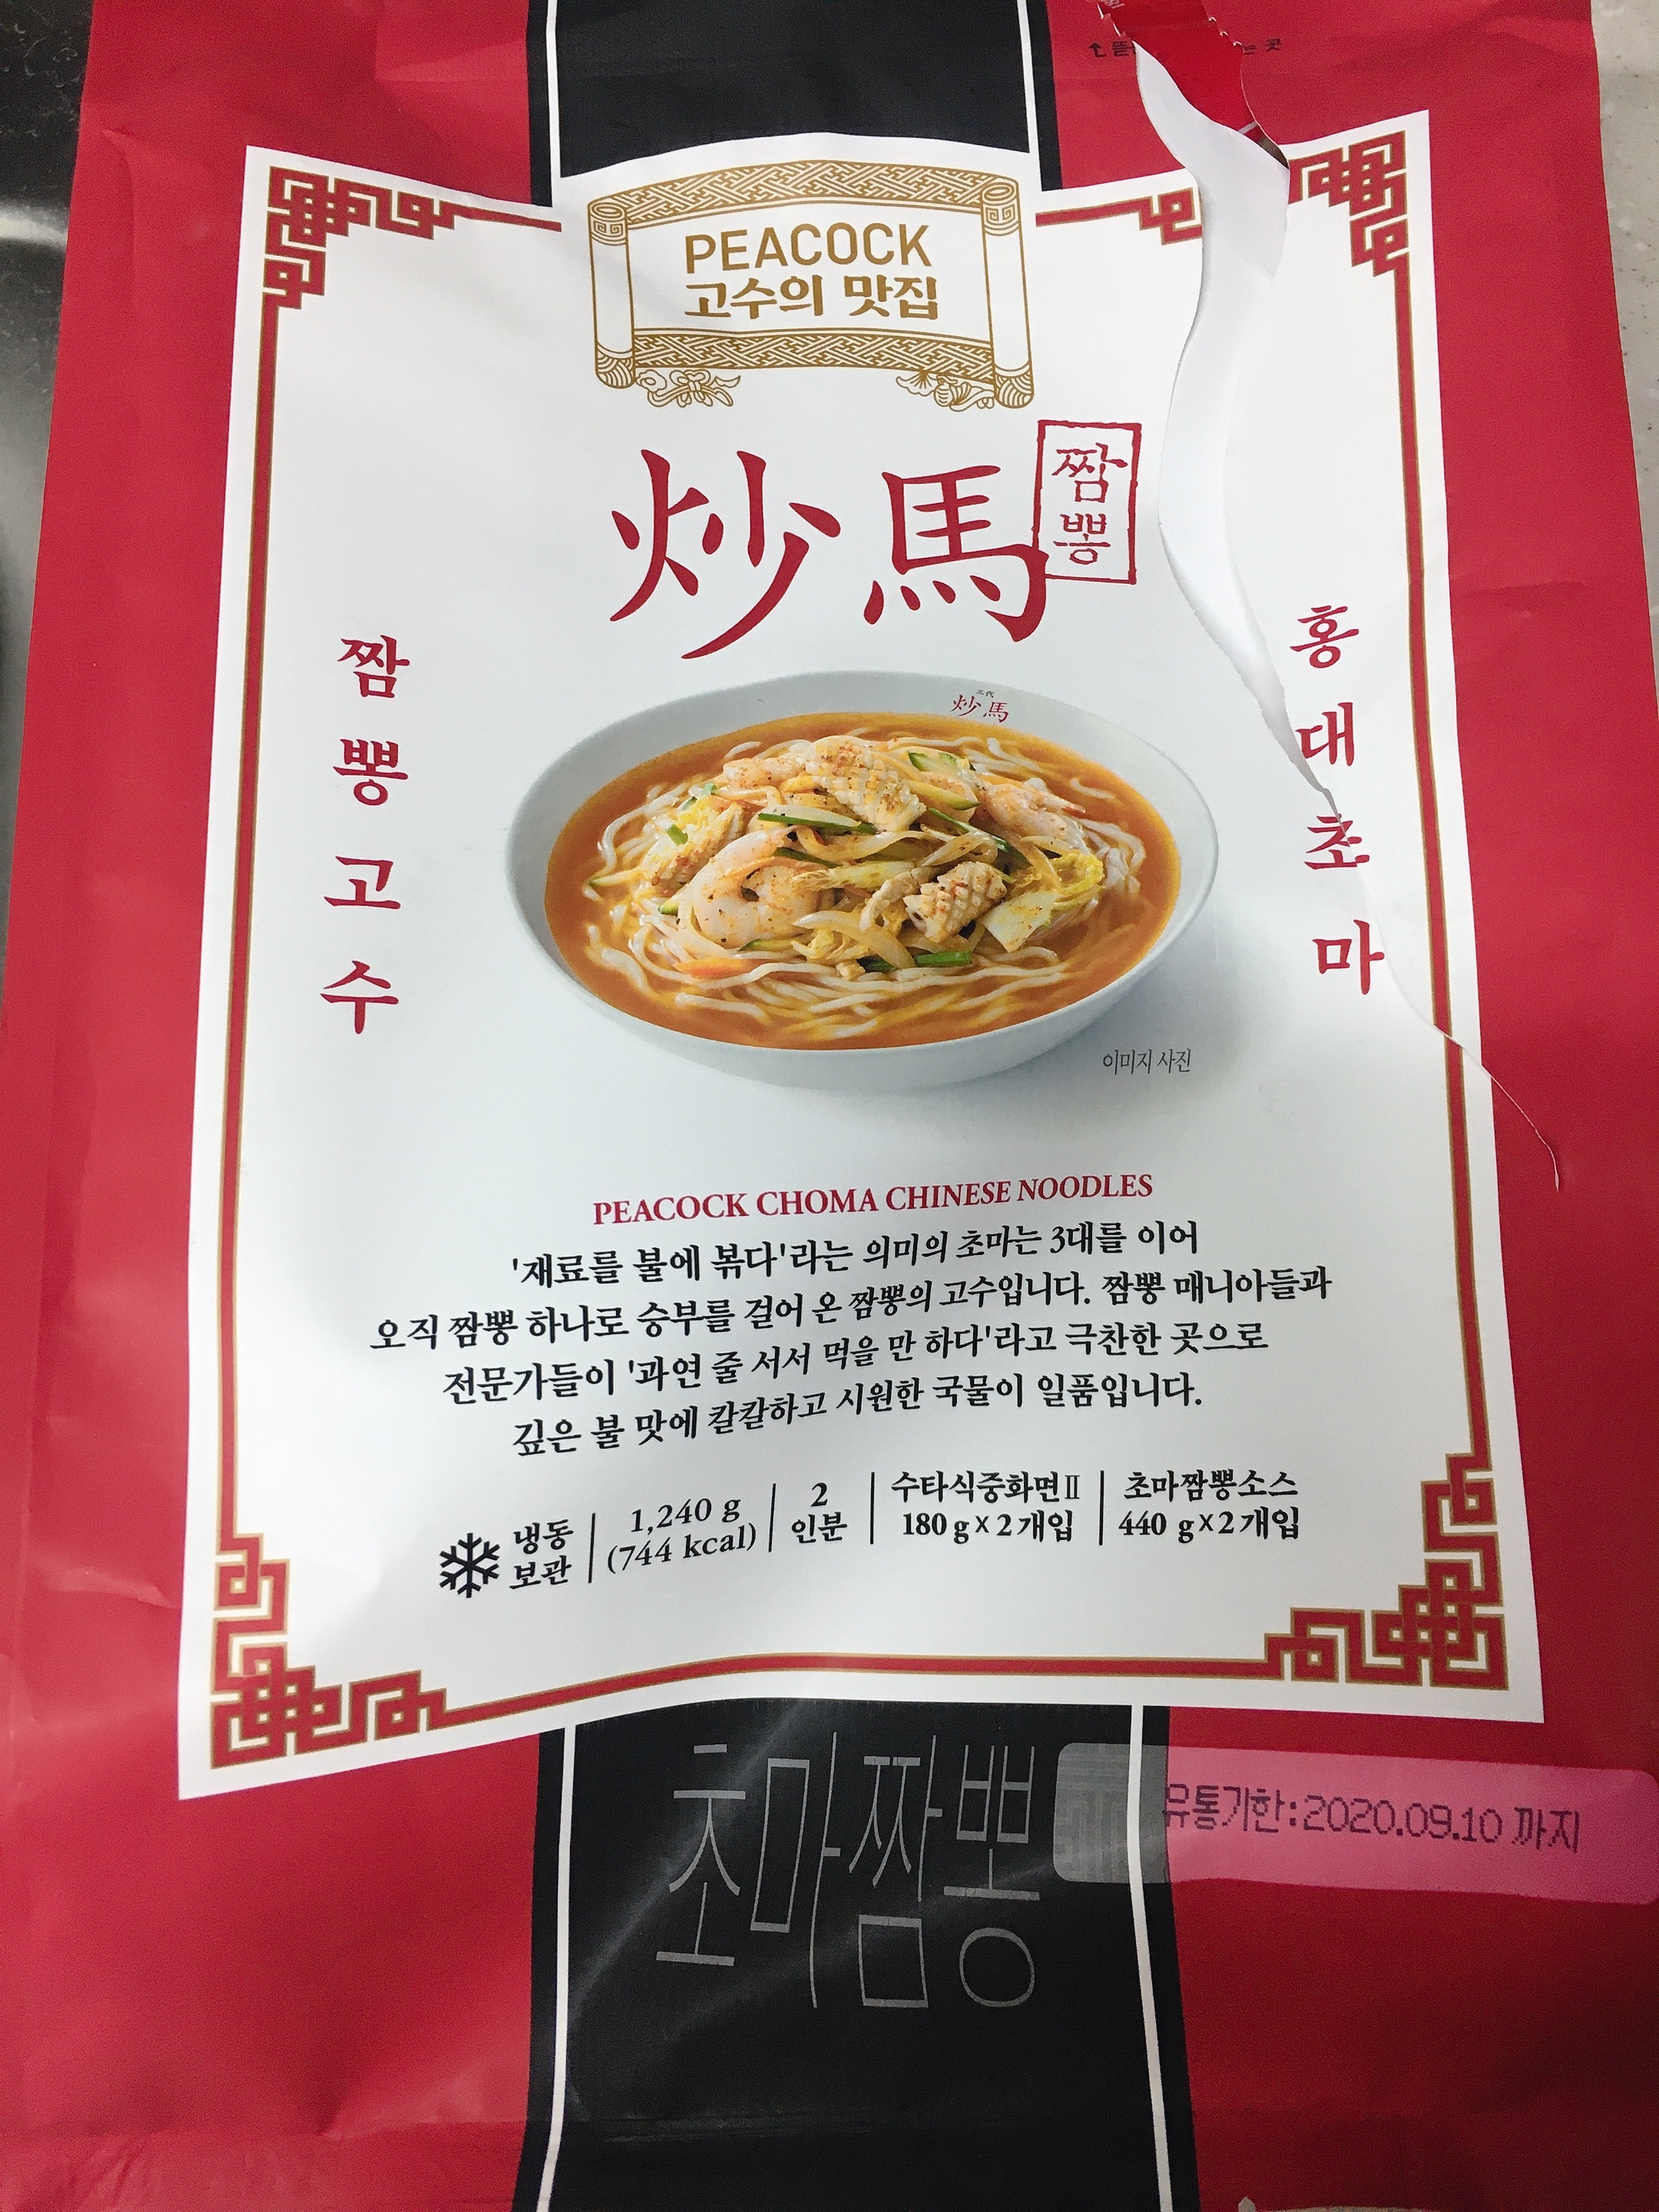 PEACOCK
고수의 맛집
炒馬
짬뽕
짬뽕고수
홍대초마
三代
炒馬
이미지 사진
PEACOCK CHOMA CHINESE NOODLES
'재료를 불에 볶다'라는 의미의 초마는 3대를 이어
오직 짬뽕 하나로 승부를 걸어 온 짬뽕의 고수입니다. 짬뽕 매니아들과
전문가들이 '과연 줄 서서 먹을 만 하다'라고 극찬한 곳으로
깊은 불 맛에 칼칼하고 시원한 국물이 일품입니다.
냉동
보관
1,240 g
(744 kcal)
2
인분
수타식중화면Ⅱ
180 g x 2개입
초마짬뽕소스
440 g x 2개입
초마짬뽕
유통기한:2020.09.10 까지